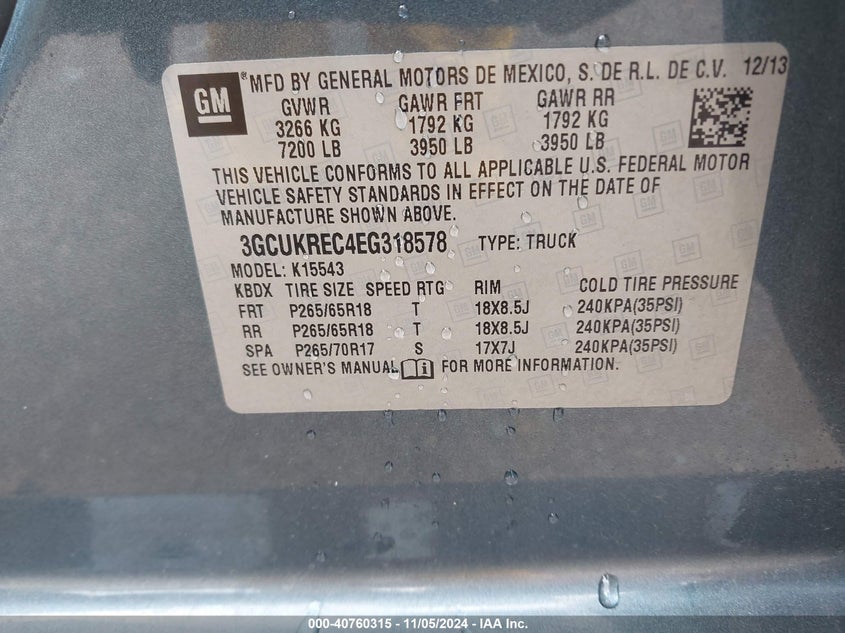 GM ® MFD BY GENERAL MOTORS DE MEXICO, S. DE R.L. DE C.V. 12/13
GVWR GAWR FRT GAWR RR
3266 KG 1792 KG 1792 KG
7200 LB 3950 LB 3950 LB
THIS VEHICLE CONFORMS TO ALL APPLICABLE U.S. FEDERAL MOTOR
VEHICLE SAFETY STANDARDS IN EFFECT ON THE DATE OF
MANUFACTURE SHOWN ABOVE.
3GCUKREC4EG318578 TYPE: TRUCK
MODEL: K15543
KBDX TIRE SIZE SPEED RTG RIM COLD TIRE PRESSURE
FRT P265/65R18 T 18X8.5J 240KPA(35PSI)
RR P265/65R18 T 18X8.5J 240KPA(35PSI)
SPA P265/70R17 S 17X7J 240KPA(35PSI)
SEE OWNER'S MANUAL FOR MORE INFORMATION.
000-40760315 - 11/05/2024 - IAA Inc.